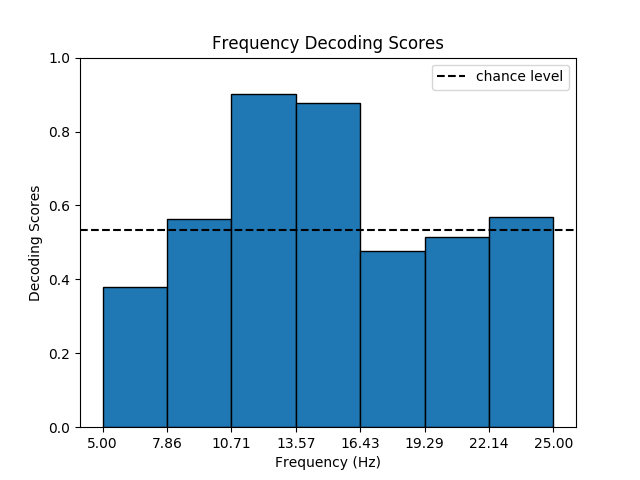 Frequency Decoding Scores
chance level
Decoding Scores
1.0
0.8
0.6
0.4
0.2
0.0
5.00 7.86 10.71 13.57 16.43 19.29 22.14 25.00
Frequency (Hz)